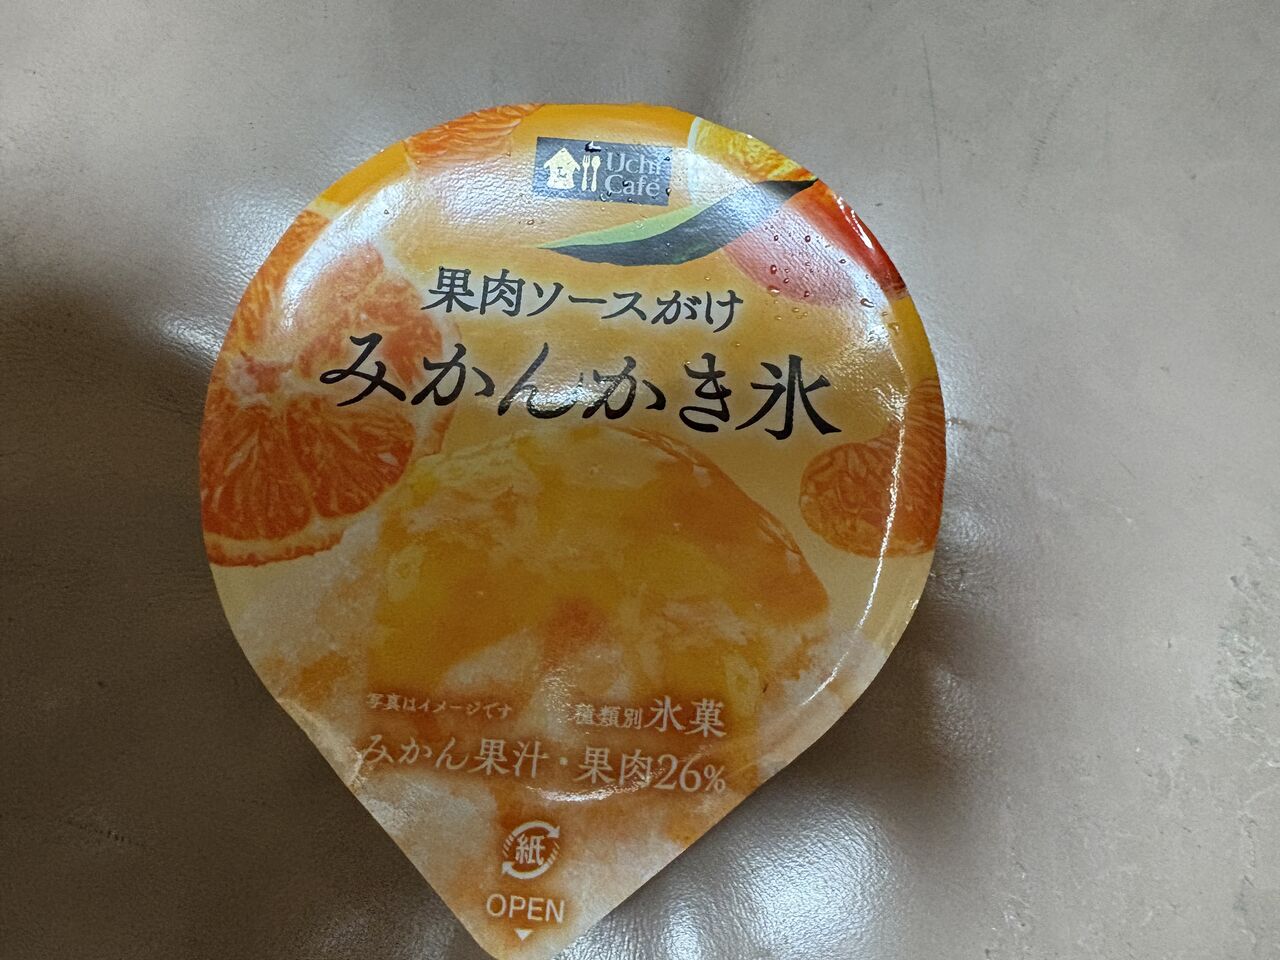 Uchi
Café
果肉ソースがけ
みかんかき氷
写真はイメージです
種類別氷菓
みかん果汁・果肉26%
紙
OPEN